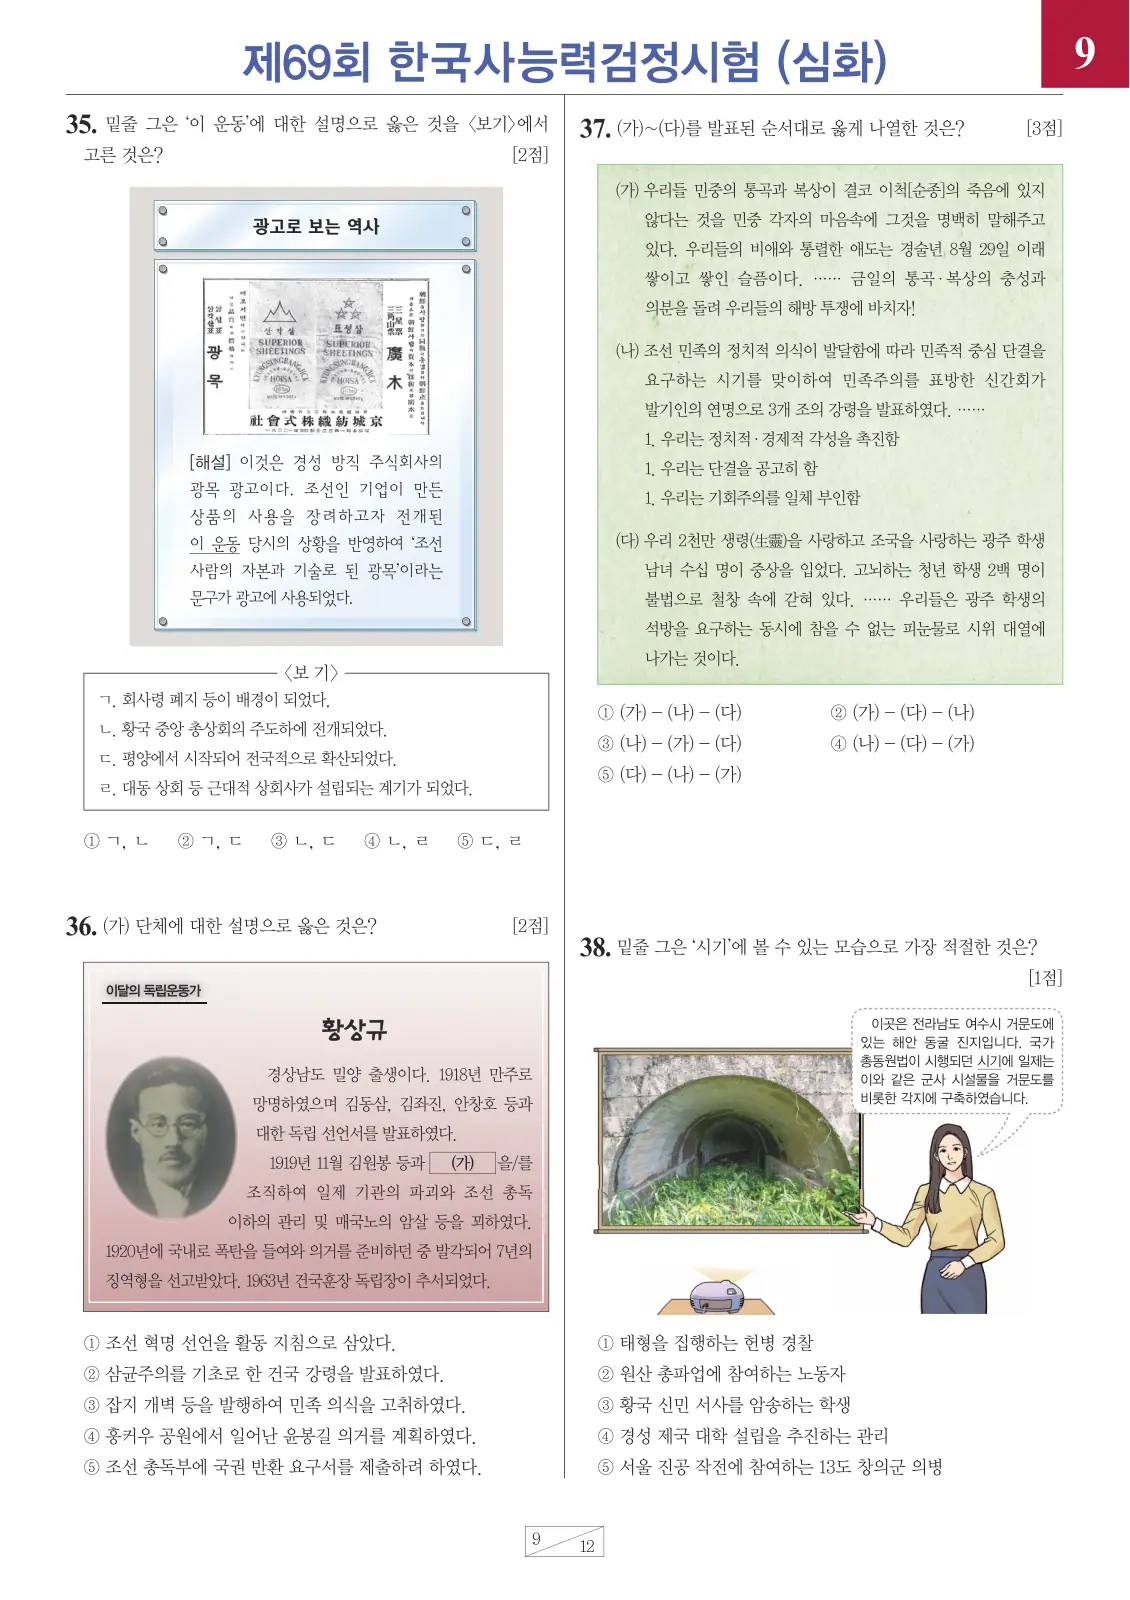 제69회 한국사능력검정시험 (심화)
9
35. 밑줄 그은 ‘이 운동’에 대한 설명으로 옳은 것을 〈보기〉에서
고른 것은? [2점]
광고로 보는 역사
산각삼
표성삼
SUPERIOR
SHEETINGS
SUPERIOR
SHEETINGS
HOISA
HOISA
광목
廣木
三星票
三角山票
社會式株織紡城京
[해설] 이것은 경성 방직 주식회사의
광목 광고이다. 조선인 기업이 만든
상품의 사용을 장려하고자 전개된
이 운동 당시의 상황을 반영하여 ‘조선
사람의 자본과 기술로 된 광목’이라는
문구가 광고에 사용되었다.
〈보 기〉
ㄱ. 회사령 폐지 등이 배경이 되었다.
ㄴ. 황국 중앙 총상회의 주도하에 전개되었다.
ㄷ. 평양에서 시작되어 전국적으로 확산되었다.
ㄹ. 대동 상회 등 근대적 상회사가 설립되는 계기가 되었다.
① ㄱ, ㄴ ② ㄱ, ㄷ ③ ㄴ, ㄷ ④ ㄴ, ㄹ ⑤ ㄷ, ㄹ
36. (가) 단체에 대한 설명으로 옳은 것은? [2점]
이달의 독립운동가
황상규
경상남도 밀양 출생이다. 1918년 만주로
망명하였으며 김동삼, 김좌진, 안창호 등과
대한 독립 선언서를 발표하였다.
1919년 11월 김원봉 등과 (가) 을/를
조직하여 일제 기관의 파괴와 조선 총독
이하의 관리 및 매국노의 암살 등을 꾀하였다.
1920년에 국내로 폭탄을 들여와 의거를 준비하던 중 발각되어 7년의
징역형을 선고받았다. 1963년 건국훈장 독립장이 추서되었다.
① 조선 혁명 선언을 활동 지침으로 삼았다.
② 삼균주의를 기초로 한 건국 강령을 발표하였다.
③ 잡지 개벽 등을 발행하여 민족 의식을 고취하였다.
④ 훙커우 공원에서 일어난 윤봉길 의거를 계획하였다.
⑤ 조선 총독부에 국권 반환 요구서를 제출하려 하였다.
37. (가)~(다)를 발표된 순서대로 옳게 나열한 것은? [3점]
(가) 우리들 민중의 통곡과 복상이 결코 이척[순종]의 죽음에 있지
않다는 것을 민중 각자의 마음속에 그것을 명백히 말해주고
있다. 우리들의 비애와 통렬한 애도는 경술년 8월 29일 이래
쌓이고 쌓인 슬픔이다. …… 금일의 통곡·복상의 충성과
의분을 돌려 우리들의 해방 투쟁에 바치자!
(나) 조선 민족의 정치적 의식이 발달함에 따라 민족적 중심 단결을
요구하는 시기를 맞이하여 민족주의를 표방한 신간회가
발기인의 연명으로 3개 조의 강령을 발표하였다. ……
1. 우리는 정치적·경제적 각성을 촉진함
1. 우리는 단결을 공고히 함
1. 우리는 기회주의를 일체 부인함
(다) 우리 2천만 생령(生靈)을 사랑하고 조국을 사랑하는 광주 학생
남녀 수십 명이 중상을 입었다. 고뇌하는 청년 학생 2백 명이
불법으로 철창 속에 갇혀 있다. …… 우리들은 광주 학생의
석방을 요구하는 동시에 참을 수 없는 피눈물로 시위 대열에
나가는 것이다.
① (가) – (나) – (다) ② (가) – (다) – (나)
③ (나) – (가) – (다) ④ (나) – (다) – (가)
⑤ (다) – (나) – (가)
38. 밑줄 그은 ‘시기’에 볼 수 있는 모습으로 가장 적절한 것은?
[1점]
이곳은 전라남도 여수시 거문도에
있는 해안 동굴 진지입니다. 국가
총동원법이 시행되던 시기에 일제는
이와 같은 군사 시설물을 거문도를
비롯한 각지에 구축하였습니다.
① 태형을 집행하는 헌병 경찰
② 원산 총파업에 참여하는 노동자
③ 황국 신민 서사를 암송하는 학생
④ 경성 제국 대학 설립을 추진하는 관리
⑤ 서울 진공 작전에 참여하는 13도 창의군 의병
9
12